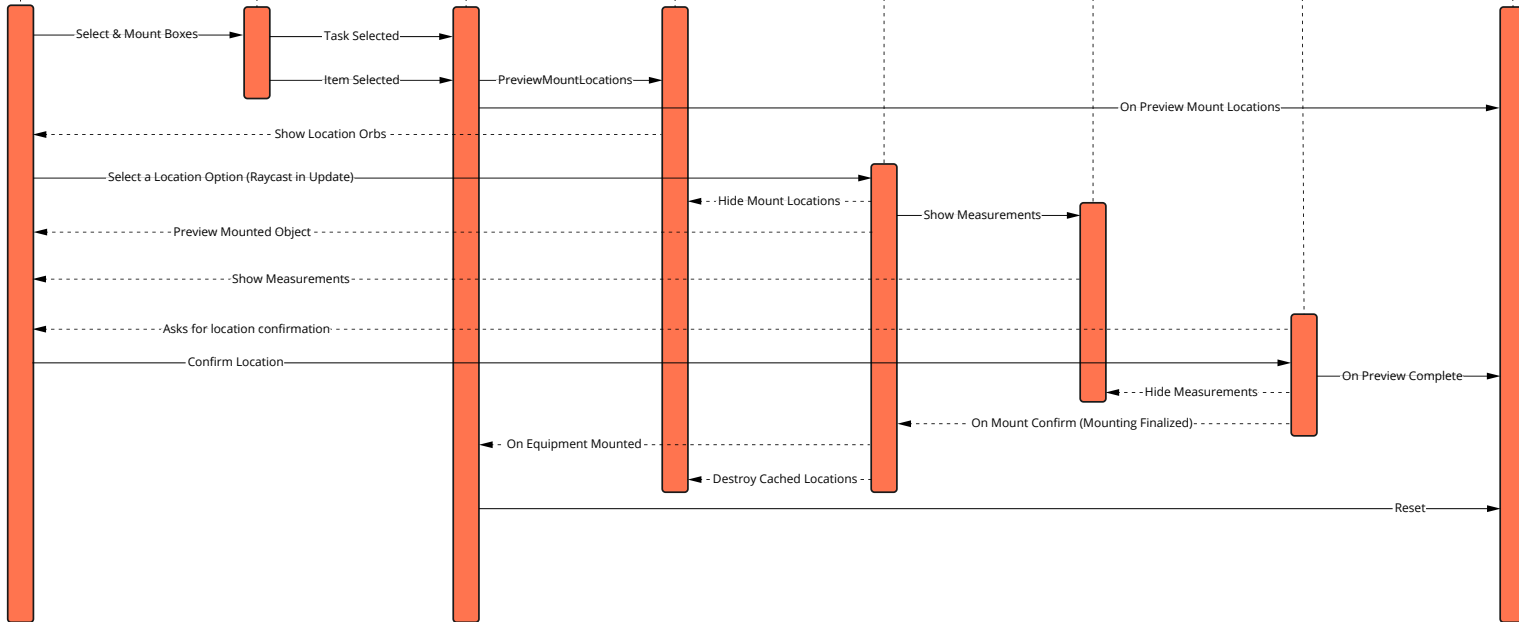 Select & Mount Boxes
Task Selected
Item Selected
PreviewMountLocations
On Preview Mount Locations
Show Location Orbs
Select a Location Option (Raycast in Update)
Hide Mount Locations
Show Measurements
Preview Mounted Object
Show Measurements
Asks for location confirmation
Confirm Location
On Preview Complete
Hide Measurements
On Mount Confirm (Mounting Finalized)
On Equipment Mounted
Destroy Cached Locations
Reset